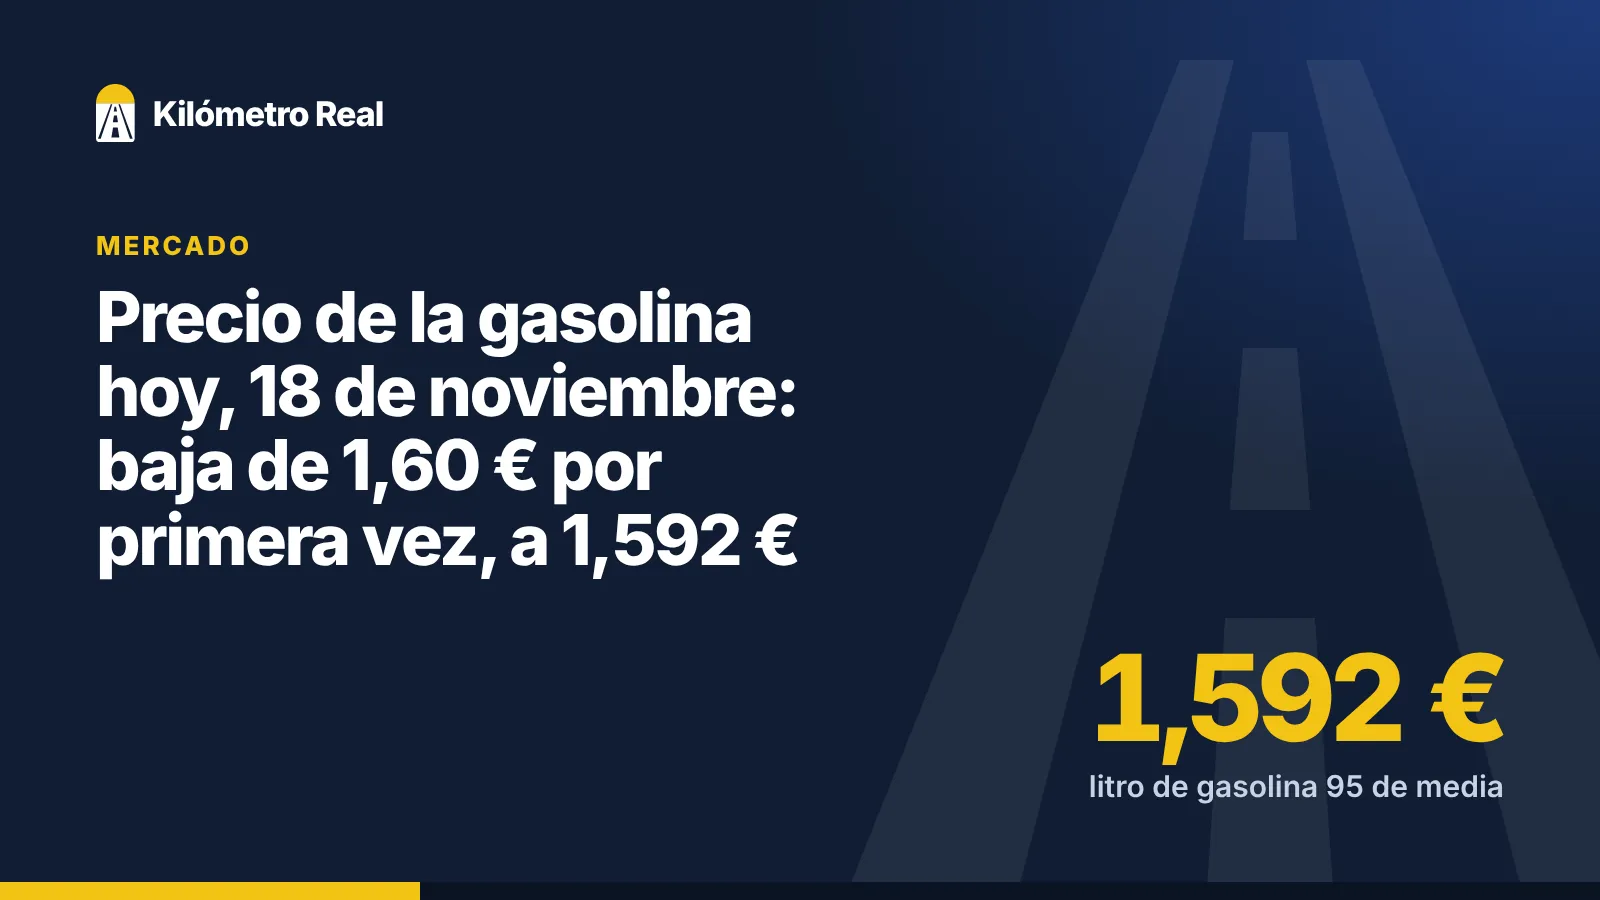 Kilómetro Real
MERCADO
Precio de la gasolina
hoy, 18 de noviembre:
baja de 1,60 € por
primera vez, a 1,592 €
1,592 €
litro de gasolina 95 de media